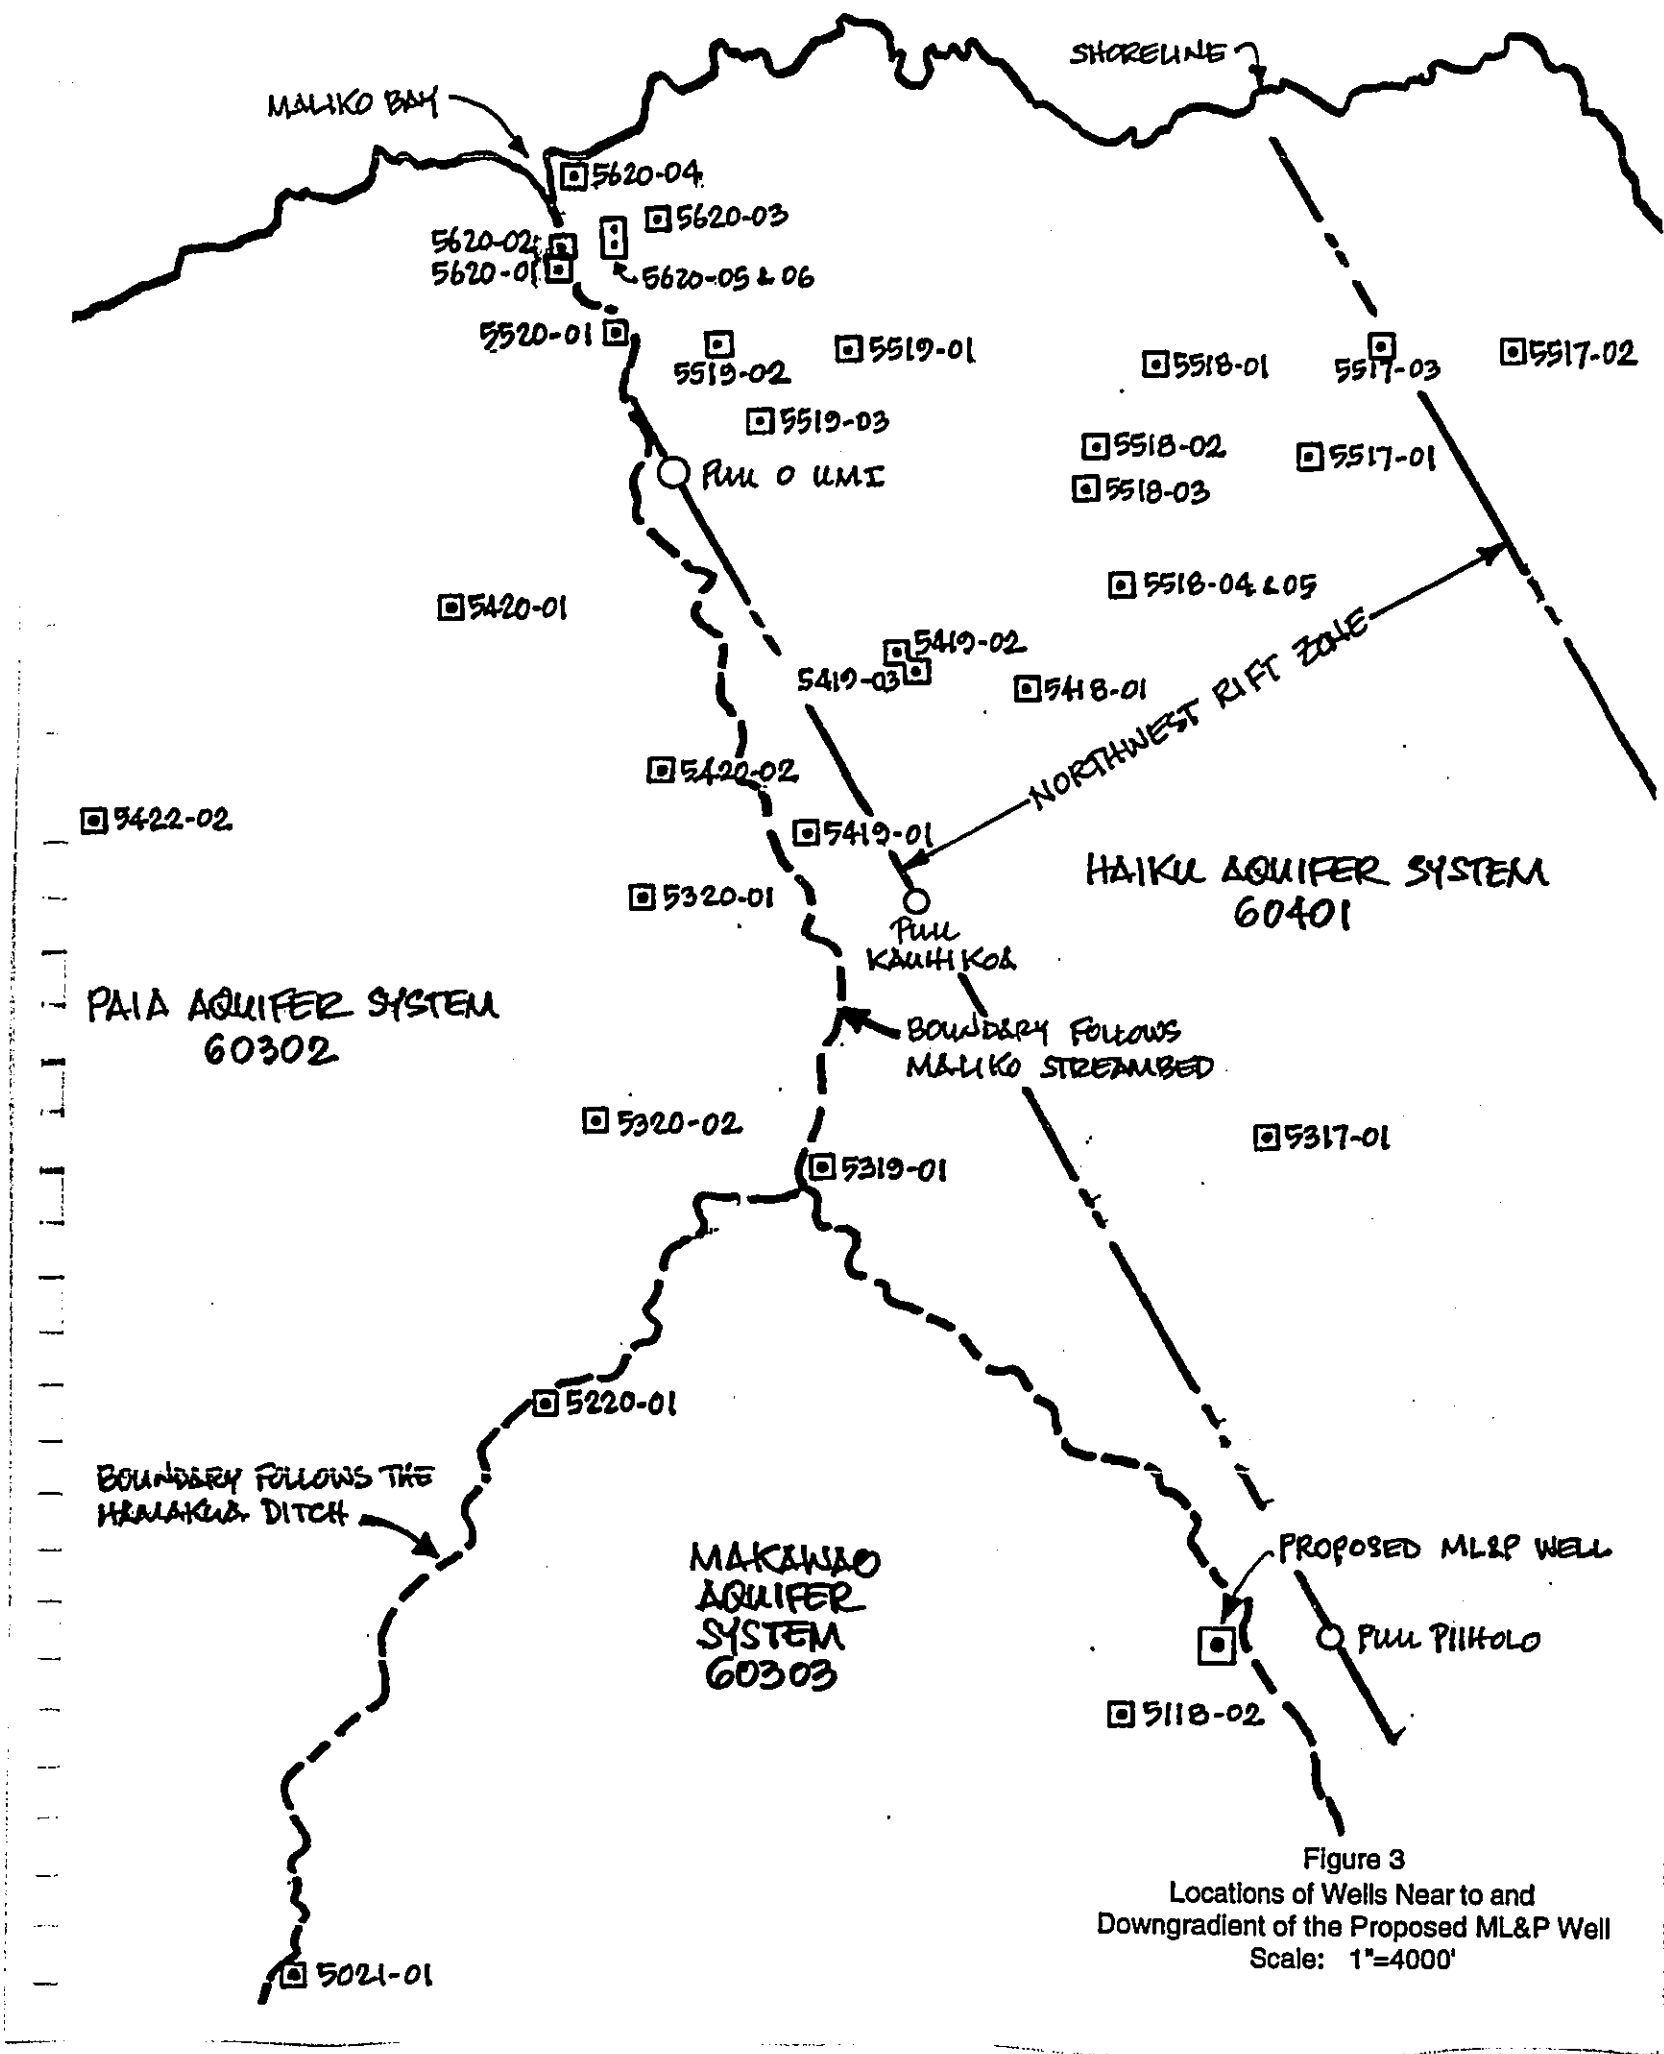 SHORELINE
MALIKO BAY
5620-04
5620-03
5620-02
5620-01
5620-05 & 06
5520-01
5519-02
5519-01
5518-01
5517-03
5517-02
5519-03
5518-02
5517-01
PUU O UMI
5518-03
5518-04 & 05
5420-01
5419-02
5419-03
5418-01
NORTHWEST RIFT ZONE
5420-02
5422-02
5419-01
HAIKU AQUIFER SYSTEM
60401
5320-01
PUU
KAUHIKOA
PAIA AQUIFER SYSTEM
60302
BOUNDARY FOLLOWS
MALIKO STREAMBED
5320-02
5317-01
5319-01
5220-01
BOUNDARY FOLLOWS THE
HAMAKUA DITCH
MAKAWAO
AQUIFER
SYSTEM
60303
PROPOSED ML&P WELL
PUU PIIHOLO
5118-02
Figure 3
Locations of Wells Near to and
Downgradient of the Proposed ML&P Well
Scale: 1"=4000'
5021-01